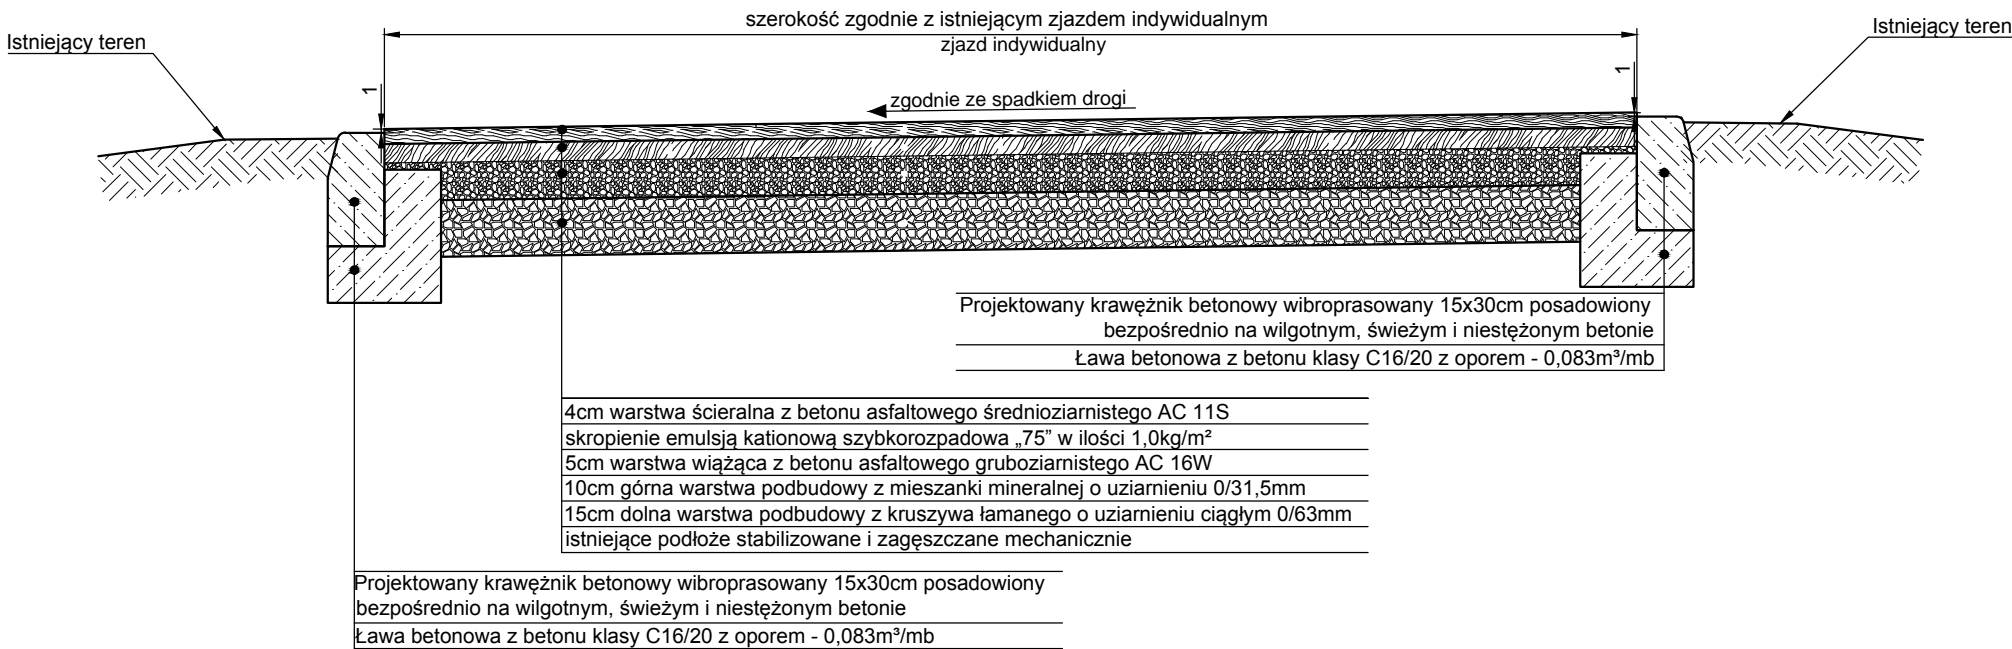 szerokość zgodnie z istniejącym zjazdem indywidualnym
zjazd indywidualny
Istniejący teren
Istniejący teren
1
1
zgodnie ze spadkiem drogi
Projektowany krawężnik betonowy wibroprasowany 15x30cm posadowiony
bezpośrednio na wilgotnym, świeżym i niestężonym betonie
Ława betonowa z betonu klasy C16/20 z oporem - 0,083m³/mb
4cm warstwa ścieralna z betonu asfaltowego średnioziarnistego AC 11S
skropienie emulsją kationową szybkorozpadowa „75” w ilości 1,0kg/m²
5cm warstwa wiążąca z betonu asfaltowego gruboziarnistego AC 16W
10cm górna warstwa podbudowy z mieszanki mineralnej o uziarnieniu 0/31,5mm
15cm dolna warstwa podbudowy z kruszywa łamanego o uziarnieniu ciągłym 0/63mm
istniejące podłoże stabilizowane i zagęszczane mechanicznie
Projektowany krawężnik betonowy wibroprasowany 15x30cm posadowiony
bezpośrednio na wilgotnym, świeżym i niestężonym betonie
Ława betonowa z betonu klasy C16/20 z oporem - 0,083m³/mb